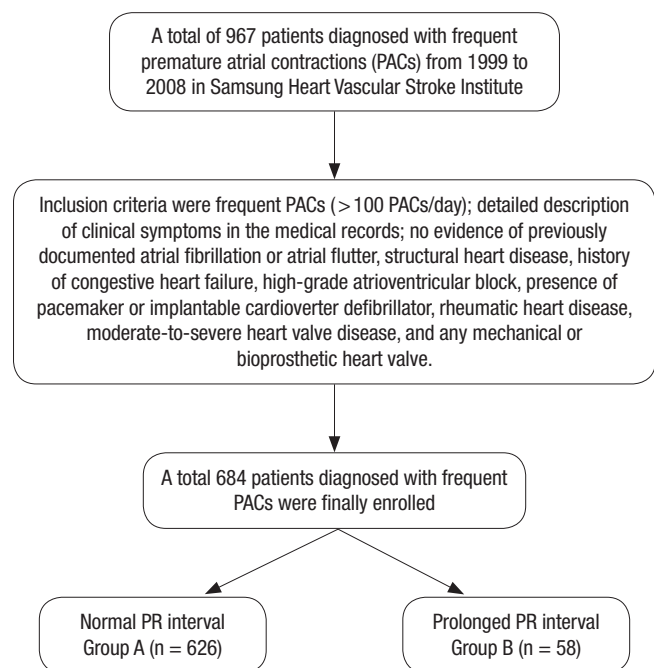 A total of 967 patients diagnosed with frequent
premature atrial contractions (PACs) from 1999 to
2008 in Samsung Heart Vascular Stroke Institute
Inclusion criteria were frequent PACs (>100 PACs/day); detailed description
of clinical symptoms in the medical records; no evidence of previously
documented atrial fibrillation or atrial flutter, structural heart disease, history
of congestive heart failure, high-grade atrioventricular block, presence of
pacemaker or implantable cardioverter defibrillator, rheumatic heart disease,
moderate-to-severe heart valve disease, and any mechanical or
bioprosthetic heart valve.
A total 684 patients diagnosed with frequent
PACs were finally enrolled
Normal PR interval
Group A (n = 626)
Prolonged PR interval
Group B (n = 58)